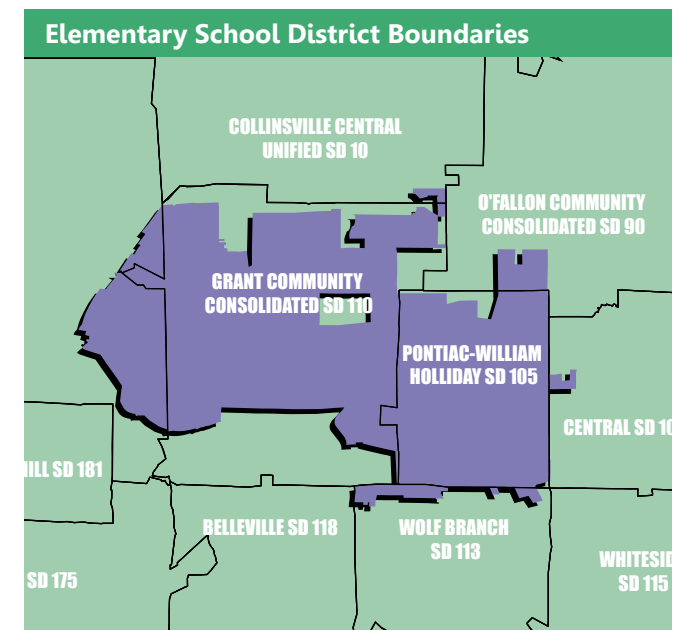 Elementary School District Boundaries
COLLINSVILLE CENTRAL
UNIFIED SD 10
O'FALLON COMMUNITY
CONSOLIDATED SD 90
GRANT COMMUNITY
CONSOLIDATED SD 110
PONTIAC-WILLIAM
HOLLIDAY SD 105
CENTRAL SD 10
ILL SD 181
BELLEVILLE SD 118
WOLF BRANCH
SD 113
WHITESID
SD 115
SD 175